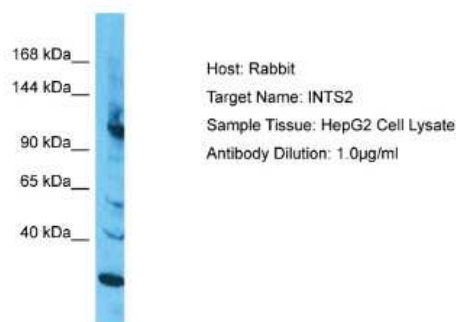 168 kDa
144 kDa
90 kDa
65 kDa
40 kDa
Host: Rabbit
Target Name: INTS2
Sample Tissue: HepG2 Cell Lysate
Antibody Dilution: 1.0µg/ml